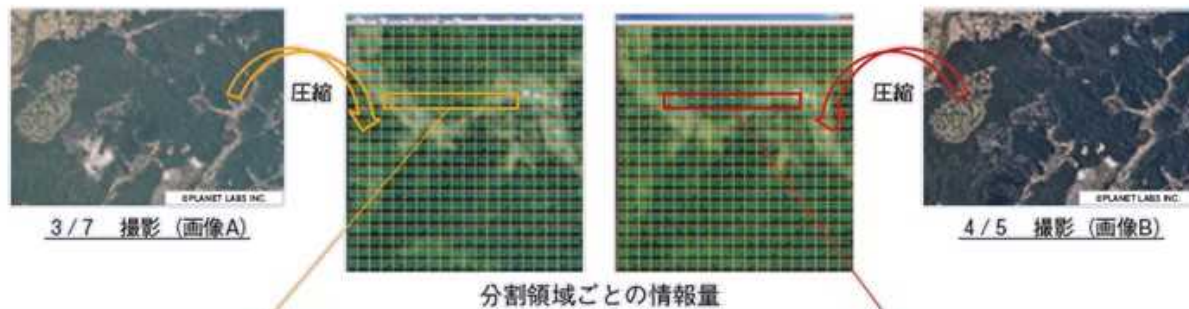 圧縮
圧縮
©PLANET LABS INC.
©PLANET LABS INC.
3/7 撮影 (画像A)
4/5 撮影 (画像B)
分割領域ごとの情報量